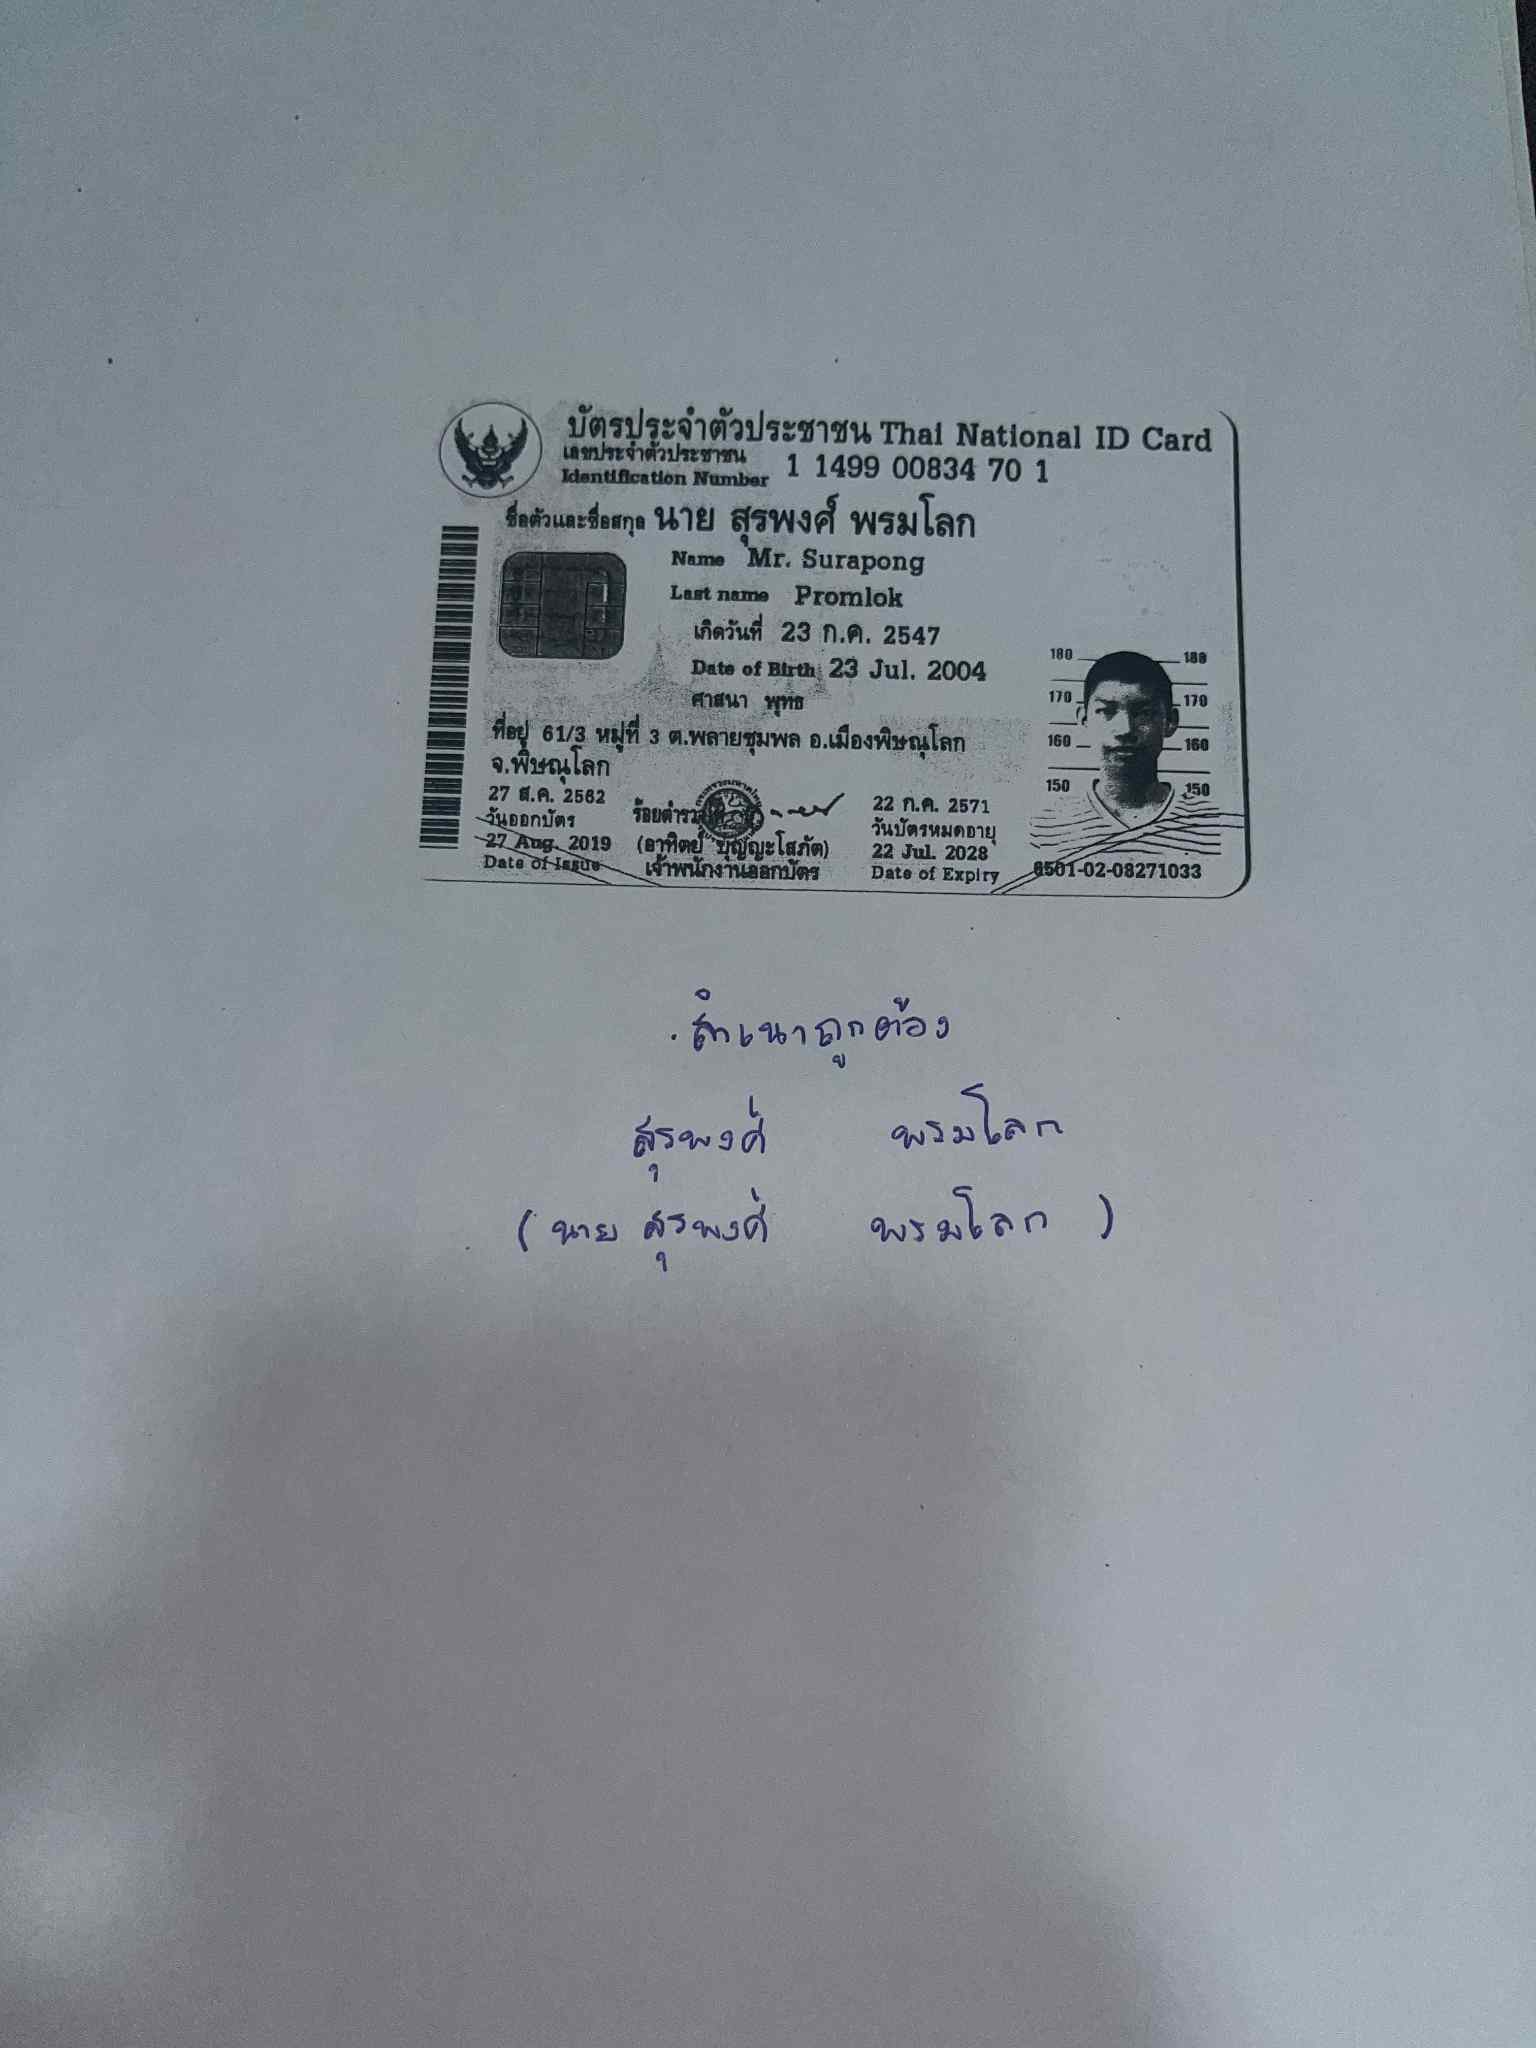 บัตรประจำตัวประชาชน Thai National ID Card
เลขประจำตัวประชาชน
Identification Number 1 1499 00834 70 1
ชื่อตัวและชื่อสกุล นาย สุรพงศ์ พรมโลก
Name Mr. Surapong
Last name Promlok
เกิดวันที่ 23 ก.ค. 2547
Date of Birth 23 Jul. 2004
ศาสนา พุทธ
ที่อยู่ 61/3 หมู่ที่ 3 ต.พลายชุมพล อ.เมืองพิษณุโลก
จ.พิษณุโลก
27 ส.ค. 2562
วันออกบัตร
27 Aug. 2019
Date of Issue
(อาทิตย์ บุญญะโสภัต)
เจ้าพนักงานออกบัตร
22 ก.ค. 2571
วันบัตรหมดอายุ
22 Jul. 2028
Date of Expiry
180 180
170 170
160 160
150 150
6501-02-08271033
สำเนาถูกต้อง
สุรพงศ์ พรมโลก
(นาย สุรพงศ์ พรมโลก)